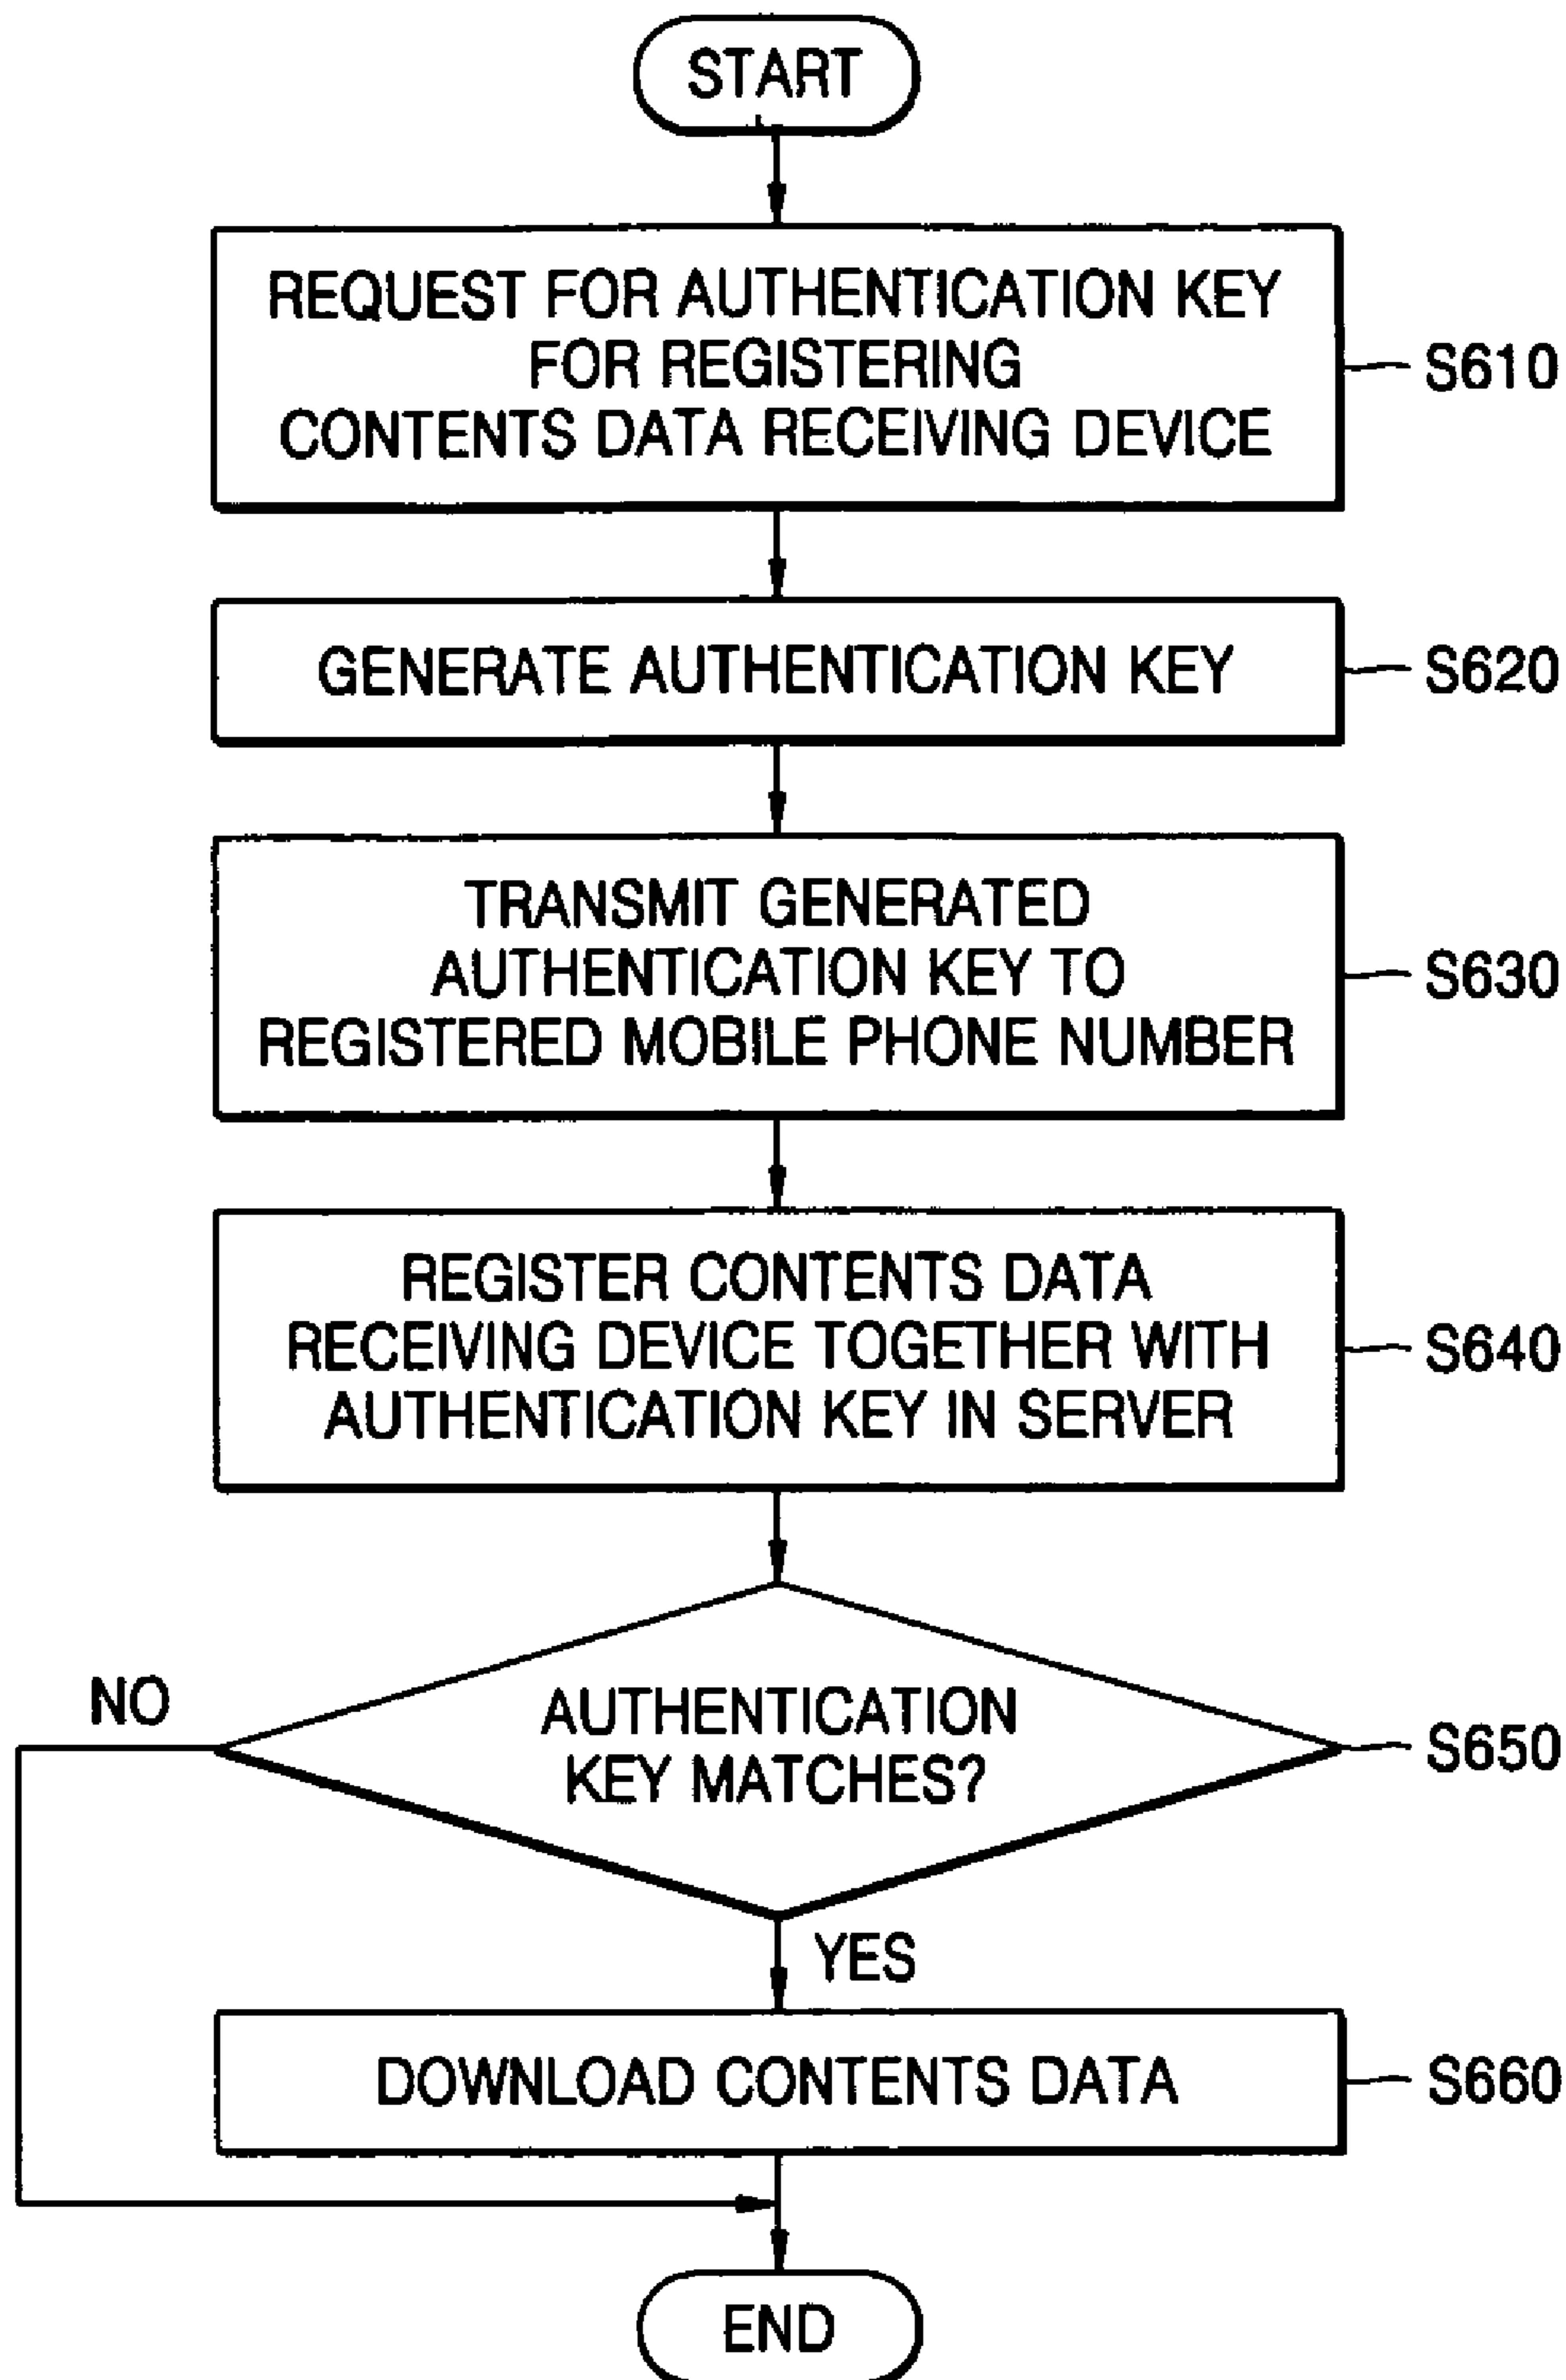 START
REQUEST FOR AUTHENTICATION KEY
FOR REGISTERING
CONTENTS DATA RECEIVING DEVICE
S610
GENERATE AUTHENTICATION KEY
S620
TRANSMIT GENERATED
AUTHENTICATION KEY TO
REGISTERED MOBILE PHONE NUMBER
S630
REGISTER CONTENTS DATA
RECEIVING DEVICE TOGETHER WITH
AUTHENTICATION KEY IN SERVER
S640
NO
AUTHENTICATION
KEY MATCHES?
S650
YES
DOWNLOAD CONTENTS DATA
S660
END